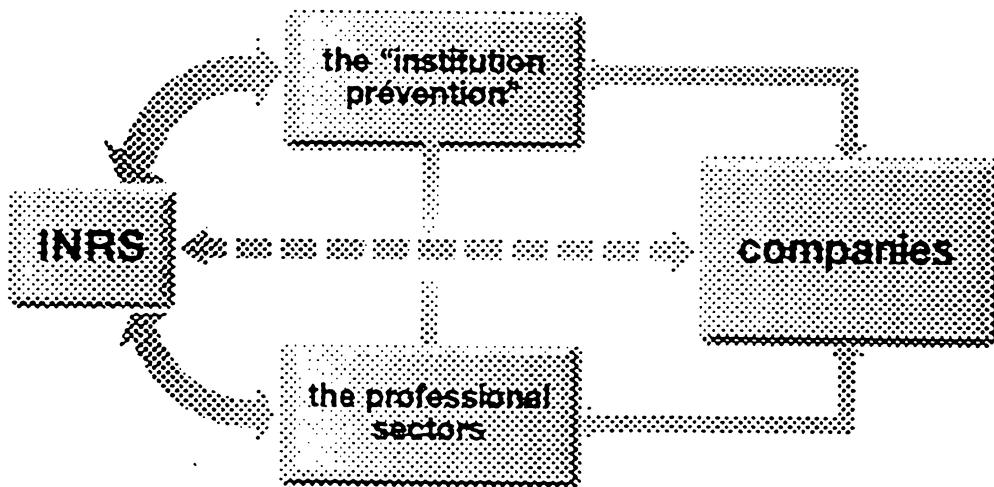 the "institution
prévention"
INRS
companies
the professional
sectors